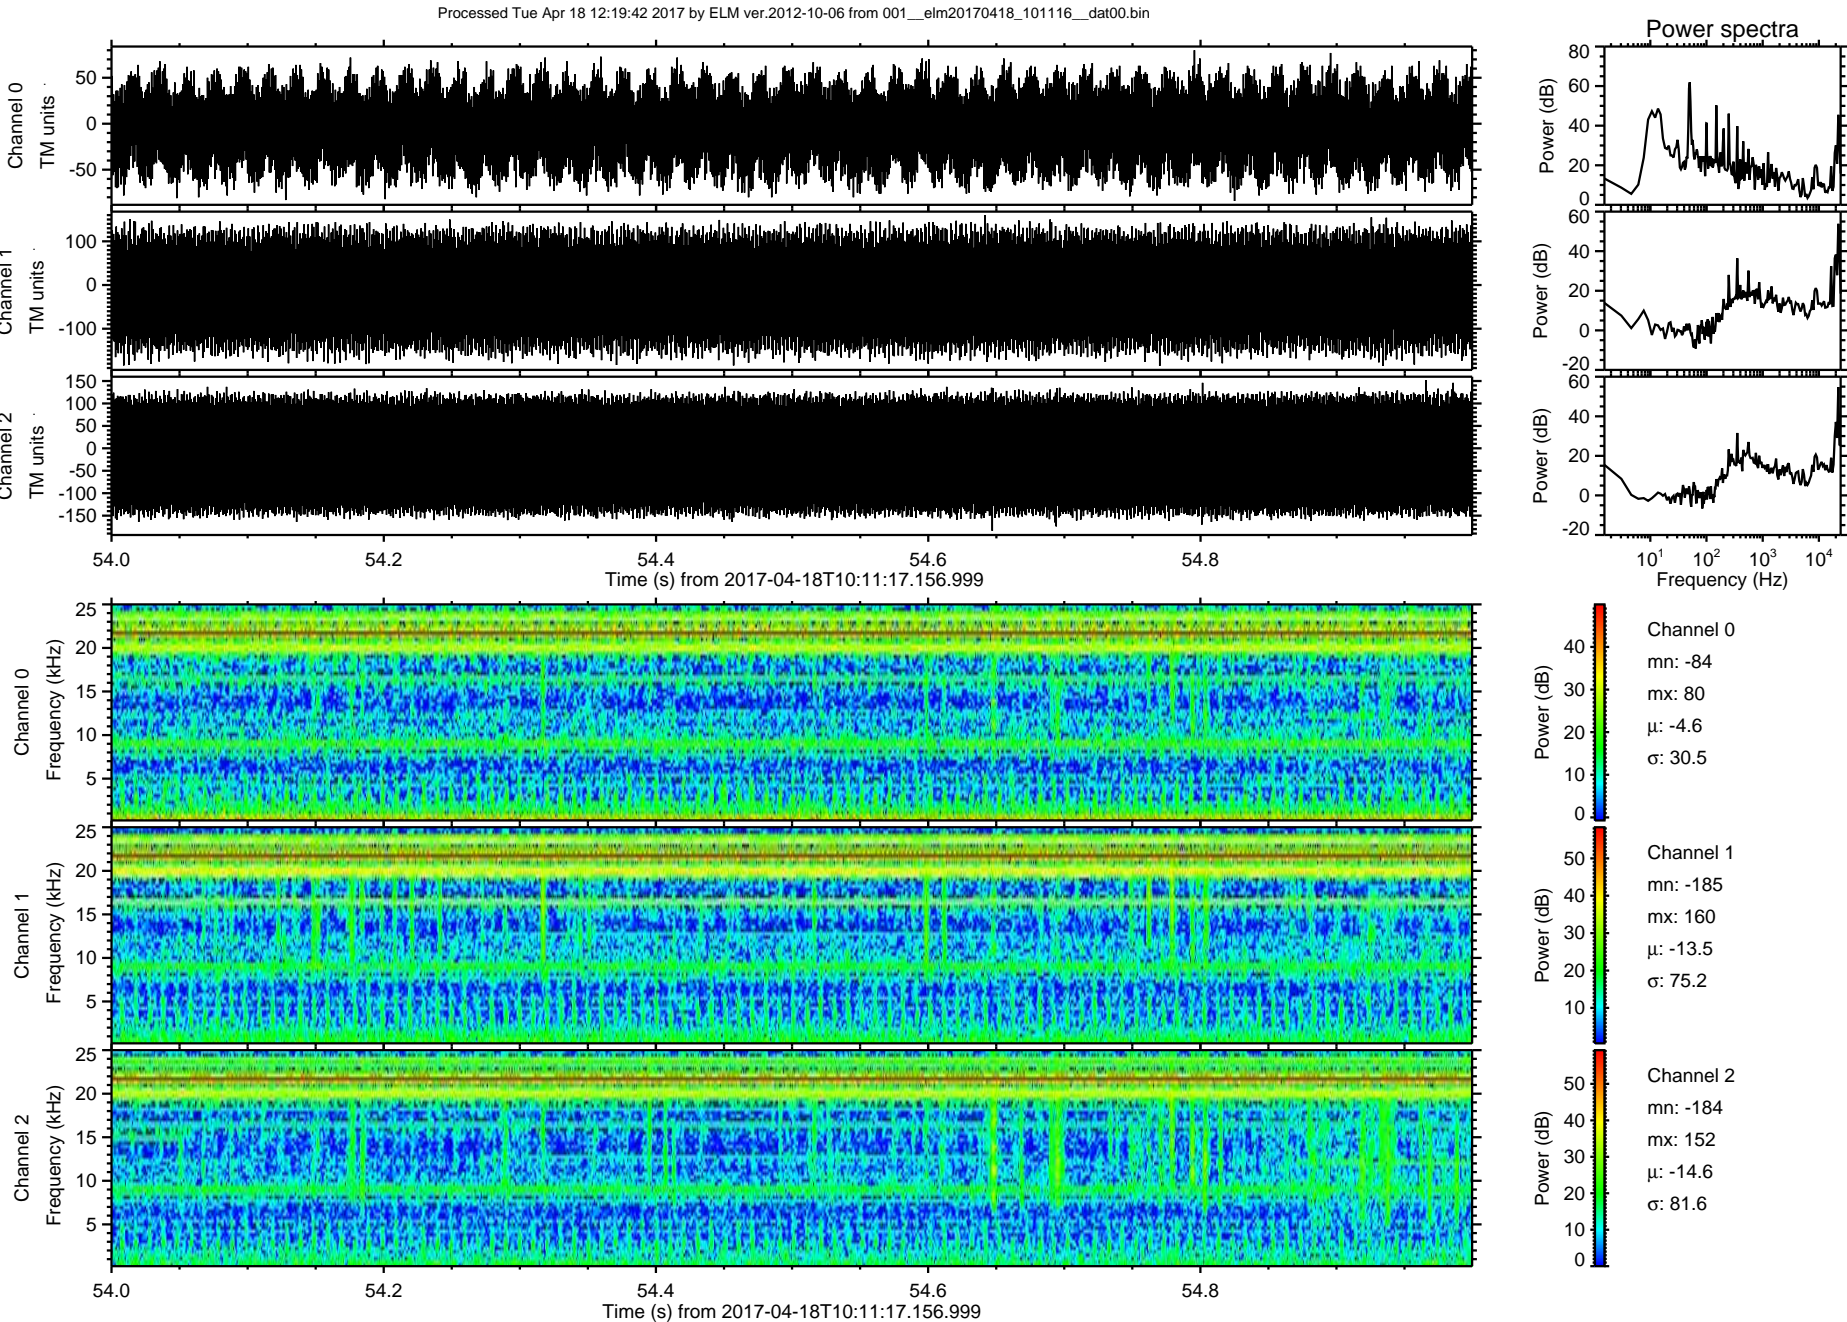 Processed Tue Apr 18 12:19:42 2017 by ELM ver.2012-10-06 from 001__elm20170418_101116__dat00.bin
Power spectra
Channel 0
TM units
50
0
-50
Power (dB)
80
60
40
20
0
Channel 1
TM units
100
0
-100
Power (dB)
60
40
20
0
-20
Channel 2
TM units
150
100
50
0
-50
-100
-150
Power (dB)
60
40
20
0
-20
54.0 54.2 54.4 54.6 54.8
Time (s) from 2017-04-18T10:11:17.156.999
10^1 10^2 10^3 10^4
Frequency (Hz)
Channel 0
Frequency (kHz)
25
20
15
10
5
Power (dB)
40
30
20
10
0
Channel 0
mn: -84
mx: 80
μ: -4.6
σ: 30.5
Channel 1
Frequency (kHz)
25
20
15
10
5
Power (dB)
50
40
30
20
10
Channel 1
mn: -185
mx: 160
μ: -13.5
σ: 75.2
Channel 2
Frequency (kHz)
25
20
15
10
5
Power (dB)
50
40
30
20
10
0
Channel 2
mn: -184
mx: 152
μ: -14.6
σ: 81.6
54.0 54.2 54.4 54.6 54.8
Time (s) from 2017-04-18T10:11:17.156.999